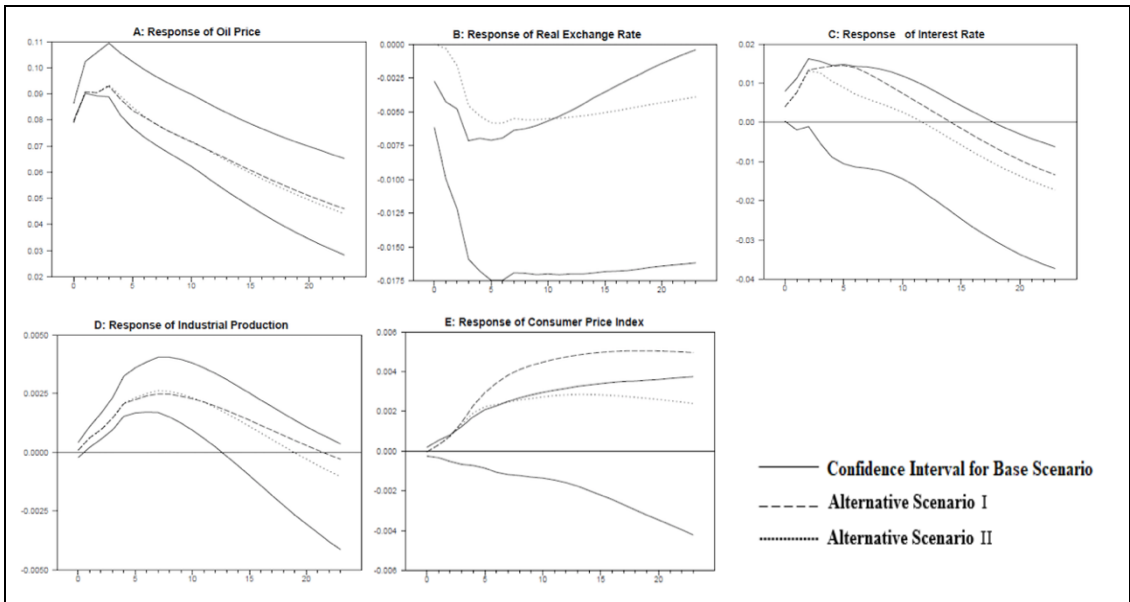 A: Response of Oil Price
0.11
0.10
0.09
0.08
0.07
0.06
0.05
0.04
0.03
0.02
0 5 10 15 20
B: Response of Real Exchange Rate
0.0000
-0.0025
-0.0050
-0.0075
-0.0100
-0.0125
-0.0150
-0.0175
0 5 10 15 20
C: Response of Interest Rate
0.02
0.01
0.00
-0.01
-0.02
-0.03
-0.04
0 5 10 15 20
D: Response of Industrial Production
0.0050
0.0025
0.0000
-0.0025
-0.0050
0 5 10 15 20
E: Response of Consumer Price Index
0.006
0.004
0.002
0.000
-0.002
-0.004
-0.006
0 5 10 15 20
Confidence Interval for Base Scenario
Alternative Scenario I
Alternative Scenario II